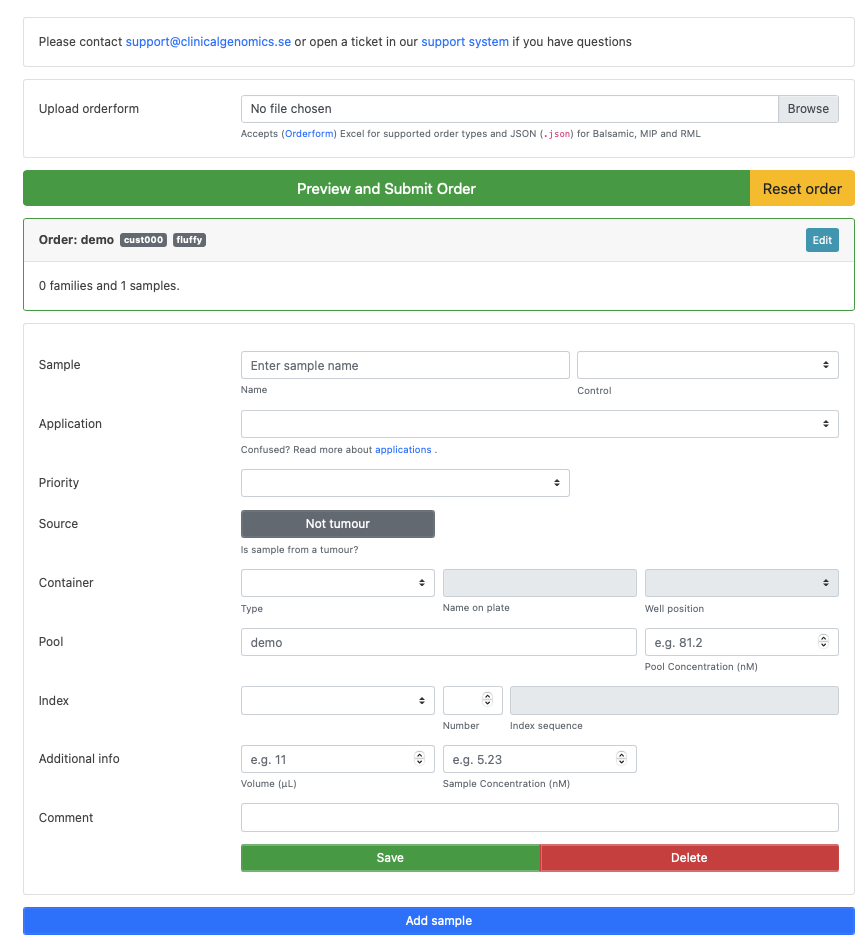 Please contact support@clinicalgenomics.se or open a ticket in our support system if you have questions
Upload orderform
No file chosen
Browse
Accepts (Orderform) Excel for supported order types and JSON (.json) for Balsamic, MIP and RML
Preview and Submit Order
Reset order
Order: demo cust000 fluffy
Edit
0 families and 1 samples.
Sample
Enter sample name
Name
Control
Application
Confused? Read more about applications .
Priority
Source
Not tumour
Is sample from a tumour?
Container
Type
Name on plate
Well position
Pool
demo
e.g. 81.2
Pool Concentration (nM)
Index
Number
Index sequence
Additional info
e.g. 11
e.g. 5.23
Volume (µL)
Sample Concentration (nM)
Comment
Save
Delete
Add sample